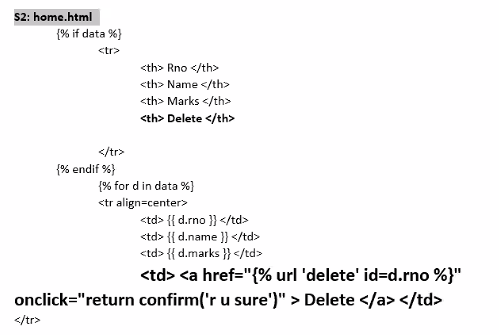 S2: home.html
{% if data %}
<tr>
<th> Rno </th>
<th> Name </th>
<th> Marks </th>
<th> Delete </th>
</tr>
{% endif %}
{% for d in data %}
<tr align=center>
<td> {{ d.rno }} </td>
<td> {{ d.name }} </td>
<td> {{ d.marks }} </td>
<td> <a href="{% url 'delete' id=d.rno %}"
onclick="return confirm('r u sure')" > Delete </a> </td>
</tr>